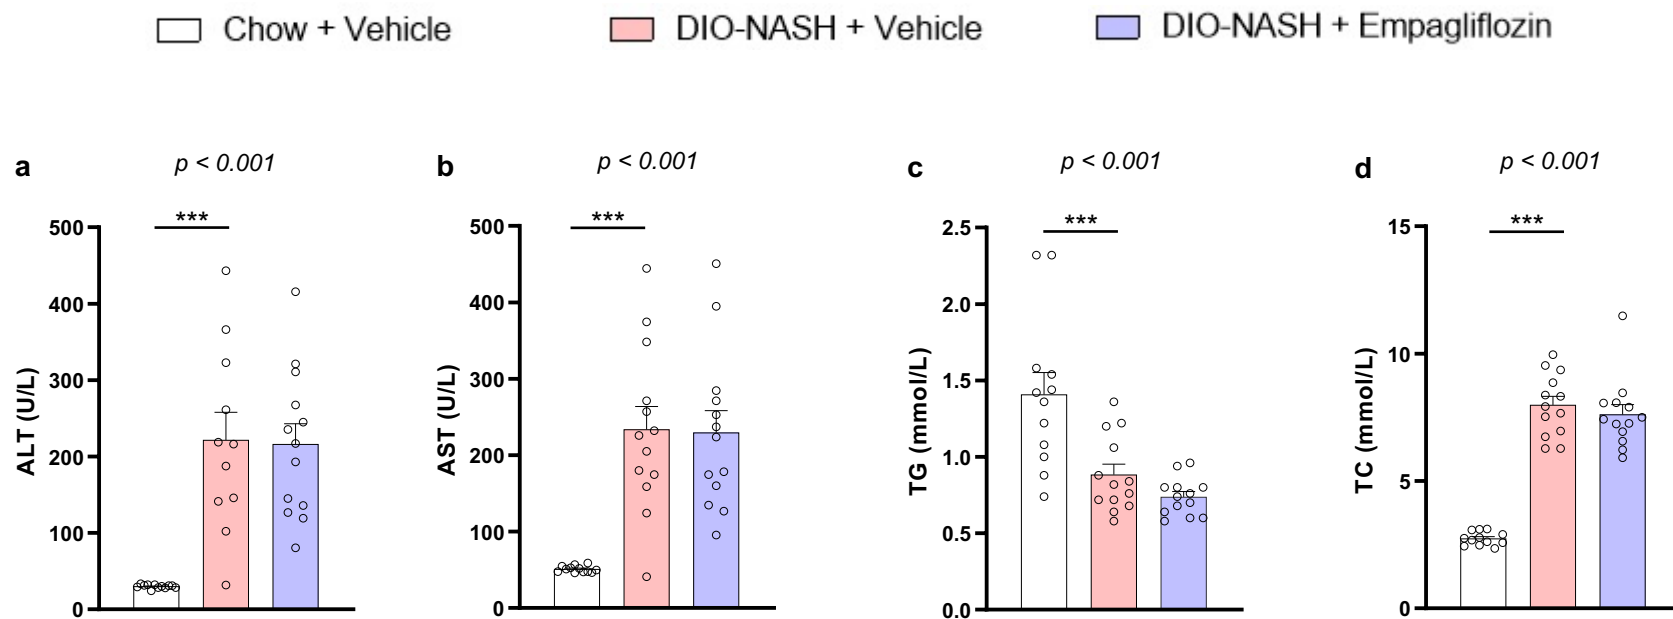 Chow + Vehicle
DIO-NASH + Vehicle
DIO-NASH + Empagliflozin
a
p < 0.001
***
ALT (U/L)
500
400
300
200
100
0
b
p < 0.001
***
AST (U/L)
500
400
300
200
100
0
c
p < 0.001
***
TG (mmol/L)
2.5
2.0
1.5
1.0
0.5
0.0
d
p < 0.001
***
TC (mmol/L)
15
10
5
0